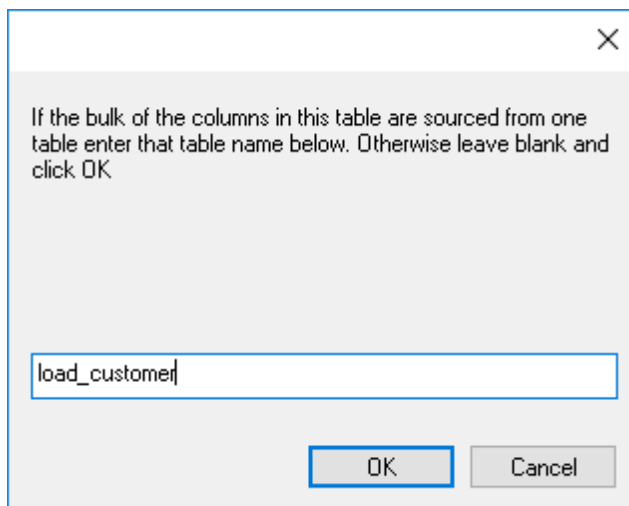 If the bulk of the columns in this table are sourced from one
table enter that table name below. Otherwise leave blank and
click OK
load_customer
OK
Cancel